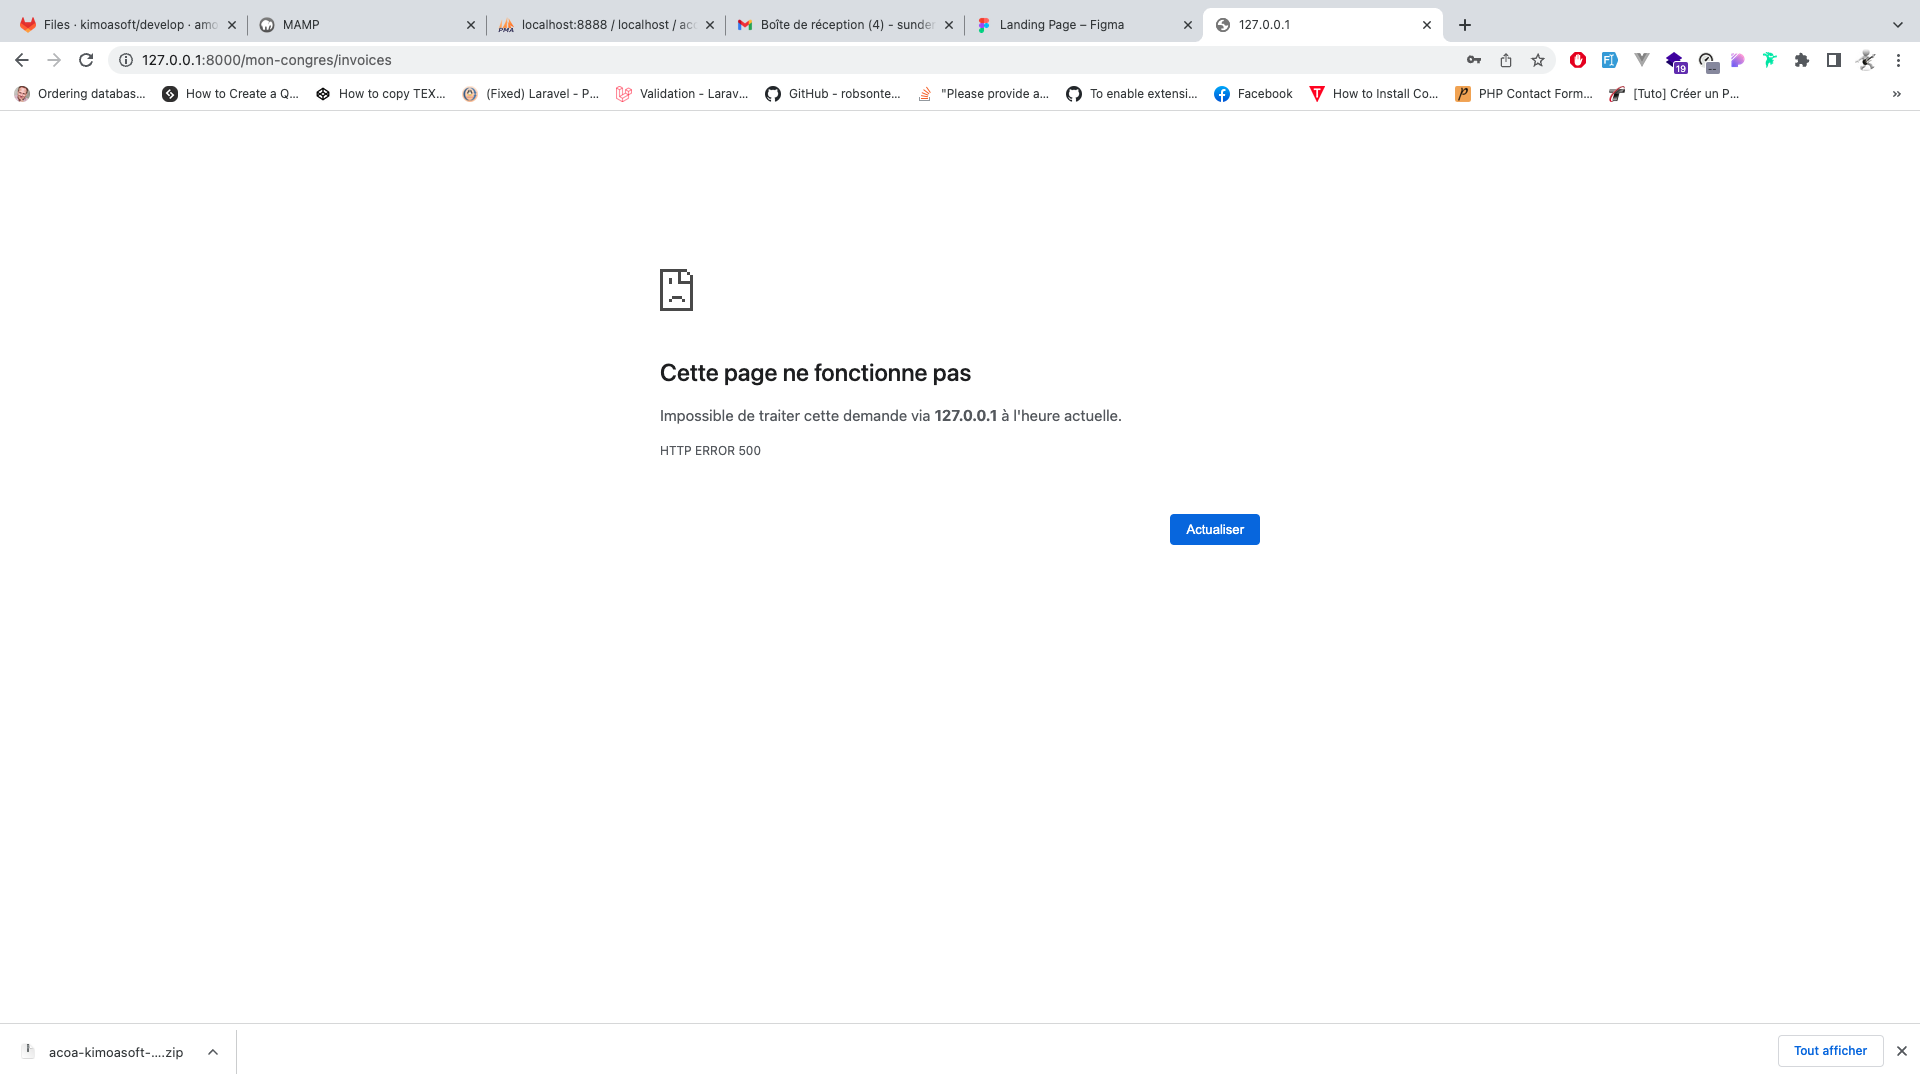 Files · kimoasoft/develop · amo
MAMP
localhost:8888 / localhost / aco
Boîte de réception (4) - sunder
Landing Page – Figma
127.0.0.1
127.0.0.1:8000/mon-congres/invoices
19
Ordering databas...
How to Create a Q...
How to copy TEX...
(Fixed) Laravel - P...
Validation - Larav...
GitHub - robsonte...
"Please provide a...
To enable extensi...
Facebook
How to Install Co...
PHP Contact Form...
[Tuto] Créer un P...
Cette page ne fonctionne pas
Impossible de traiter cette demande via 127.0.0.1 à l'heure actuelle.
HTTP ERROR 500
Actualiser
acoa-kimoasoft-....zip
Tout afficher